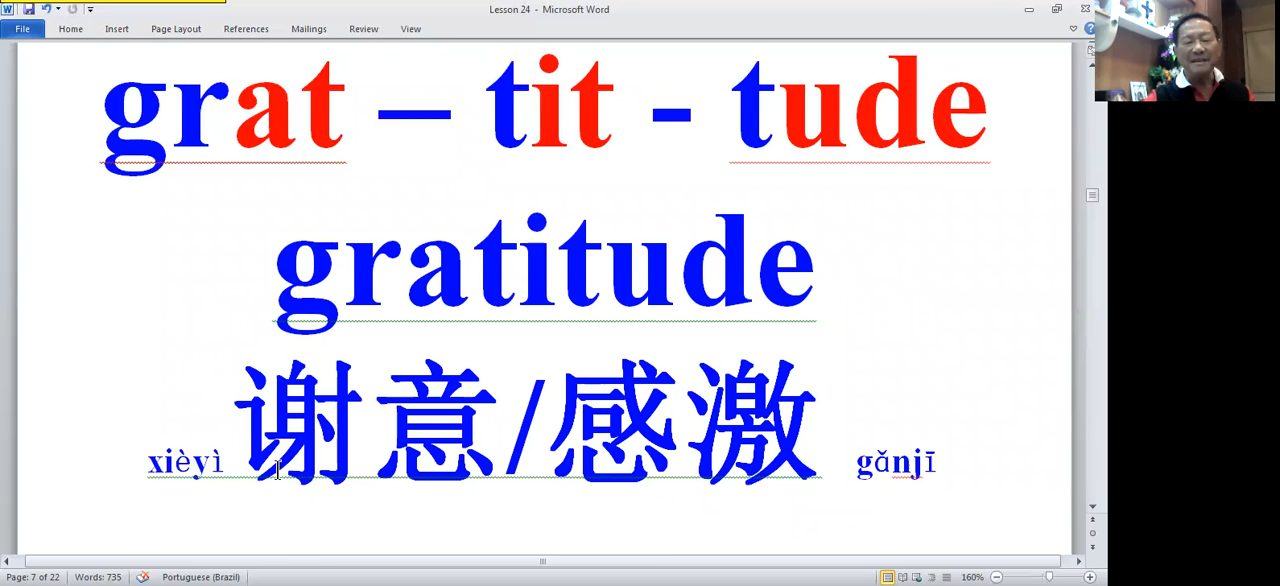 Lesson 24 - Microsoft Word
File Home Insert Page Layout References Mailings Review View
grat – tit - tude
gratitude
xièyì 谢意/感激 gǎnjī
Page: 7 of 22 Words: 735 Portuguese (Brazil) 160%